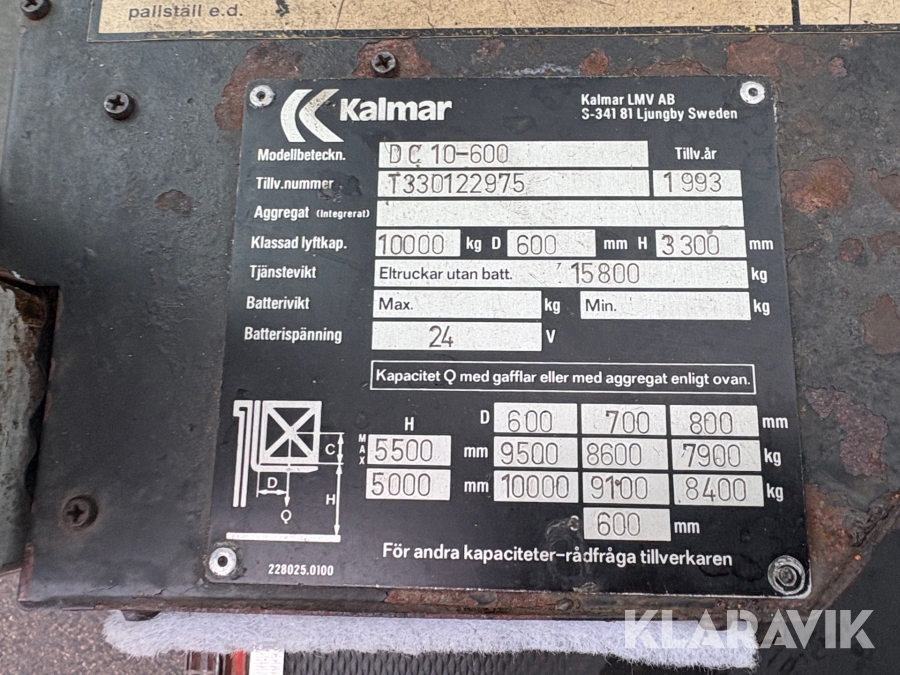 pallställ e.d.
Kalmar
Kalmar LMV AB
S-341 81 Ljungby Sweden
Modellbeteckn. DC 10-600 Tillv.år
Tillv.nummer T330122975 1993
Aggregat (Integrerat)
Klassad lyftkap. 10000 kg D 600 mm H 3300 mm
Tjänstevikt Eltruckar utan batt. 15800 kg
Batterivikt Max. kg Min. kg
Batterispänning 24 V
Kapacitet Q med gafflar eller med aggregat enligt ovan.
H D 600 700 800 mm
MAX 5500 mm 9500 8600 7900 kg
5000 mm 10000 9100 8400 kg
600 mm
C
D
H
Q
För andra kapaciteter-rådfråga tillverkaren
228025.0100
KLARAVIK